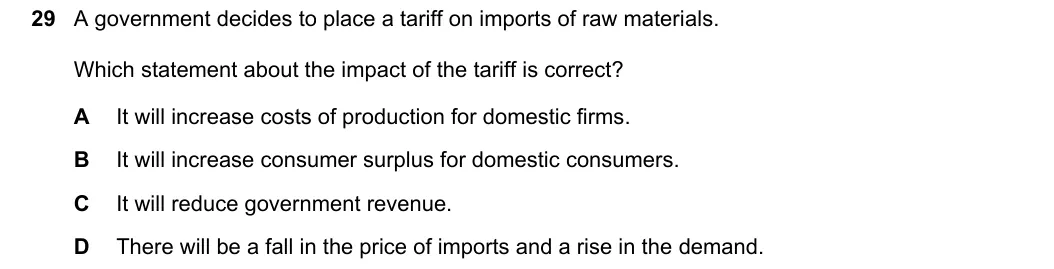 29 A government decides to place a tariff on imports of raw materials.
Which statement about the impact of the tariff is correct?
A It will increase costs of production for domestic firms.
B It will increase consumer surplus for domestic consumers.
C It will reduce government revenue.
D There will be a fall in the price of imports and a rise in the demand.